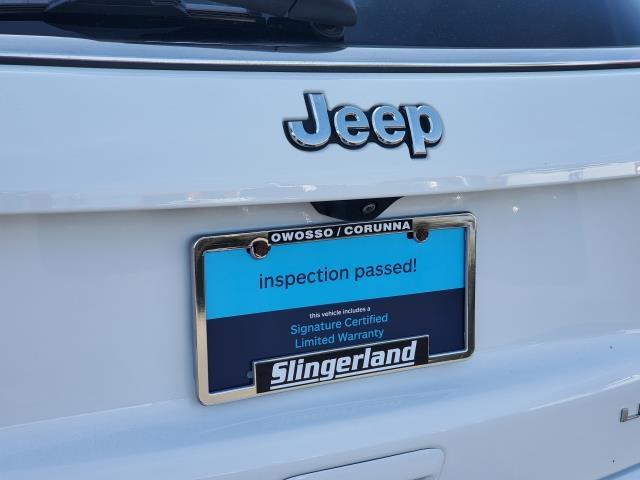 Jeep
OWOSSO / CORUNNA
inspection passed!
this vehicle includes a
Signature Certified
Limited Warranty
Slingerland